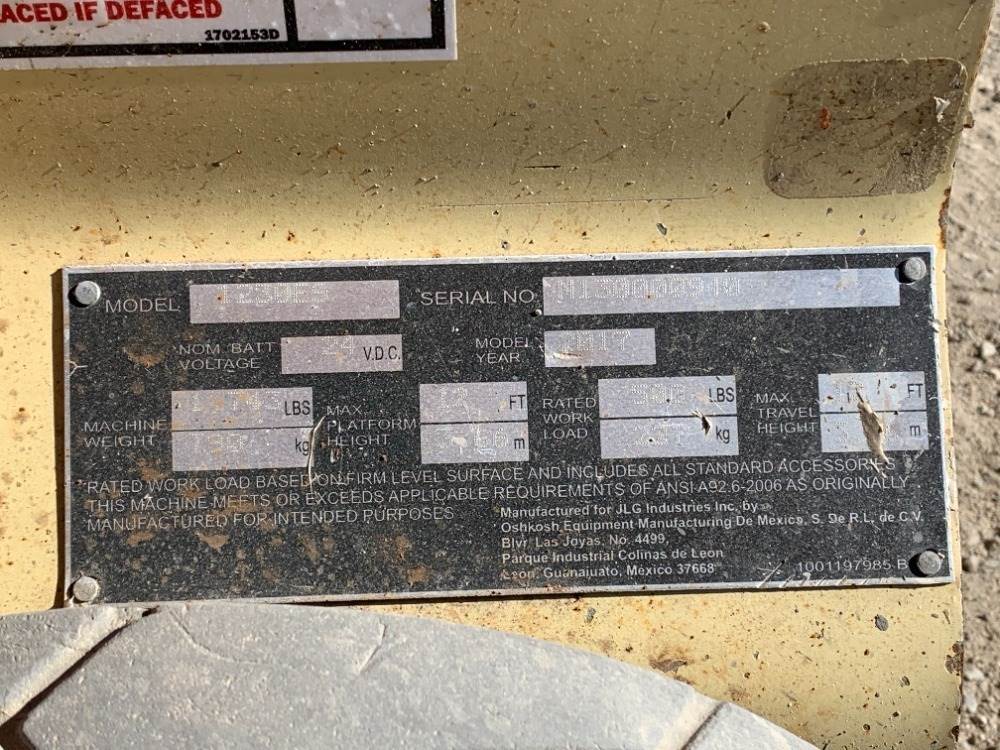 ACED IF DEFACED
1702153D
MODEL 1230ES SERIAL NO
NOM. BATT VOLTAGE 24 V.D.C. MODEL YEAR 2017
MACHINE WEIGHT LBS kg MAX. PLATFORM HEIGHT FT m RATED WORK LOAD LBS kg MAX. TRAVEL HEIGHT FT m
RATED WORK LOAD BASED ON FIRM LEVEL SURFACE AND INCLUDES ALL STANDARD ACCESSORIES
THIS MACHINE MEETS OR EXCEEDS APPLICABLE REQUIREMENTS OF ANSI A92.6-2006 AS ORIGINALLY
MANUFACTURED FOR INTENDED PURPOSES
Manufactured for JLG Industries Inc, by
Oshkosh Equipment Manufacturing De Mexico, S. De R.L, de C.V.
Blvr. Las Joyas, No. 4499,
Parque Industrial Colinas de Leon
Leon, Guanajuato, México 37668
1001197985 B